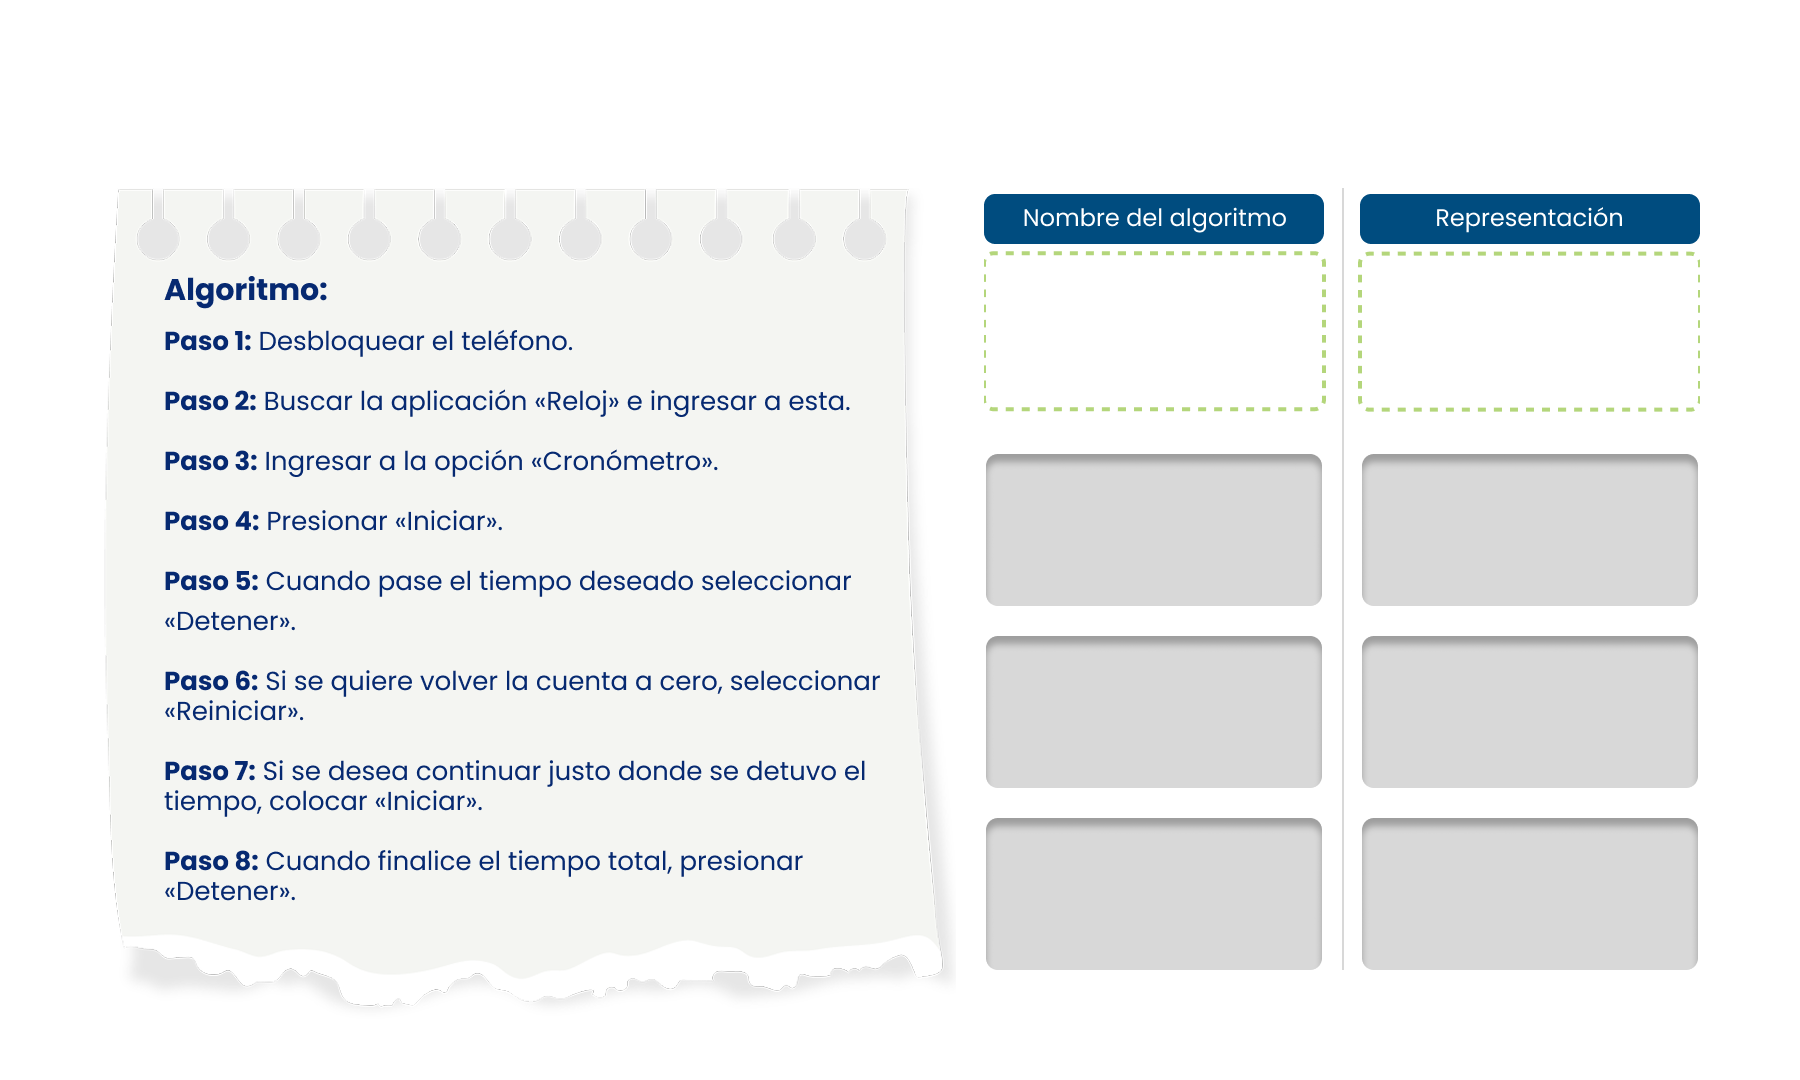 Algoritmo:
Paso 1: Desbloquear el teléfono.
Paso 2: Buscar la aplicación «Reloj» e ingresar a esta.
Paso 3: Ingresar a la opción «Cronómetro».
Paso 4: Presionar «Iniciar».
Paso 5: Cuando pase el tiempo deseado seleccionar
«Detener».
Paso 6: Si se quiere volver la cuenta a cero, seleccionar
«Reiniciar».
Paso 7: Si se desea continuar justo donde se detuvo el
tiempo, colocar «Iniciar».
Paso 8: Cuando finalice el tiempo total, presionar
«Detener».
Nombre del algoritmo
Representación